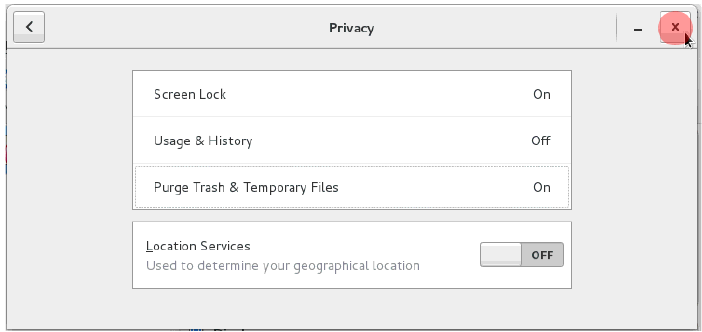 Privacy
Screen Lock On
Usage & History Off
Purge Trash & Temporary Files On
Location Services
Used to determine your geographical location
OFF